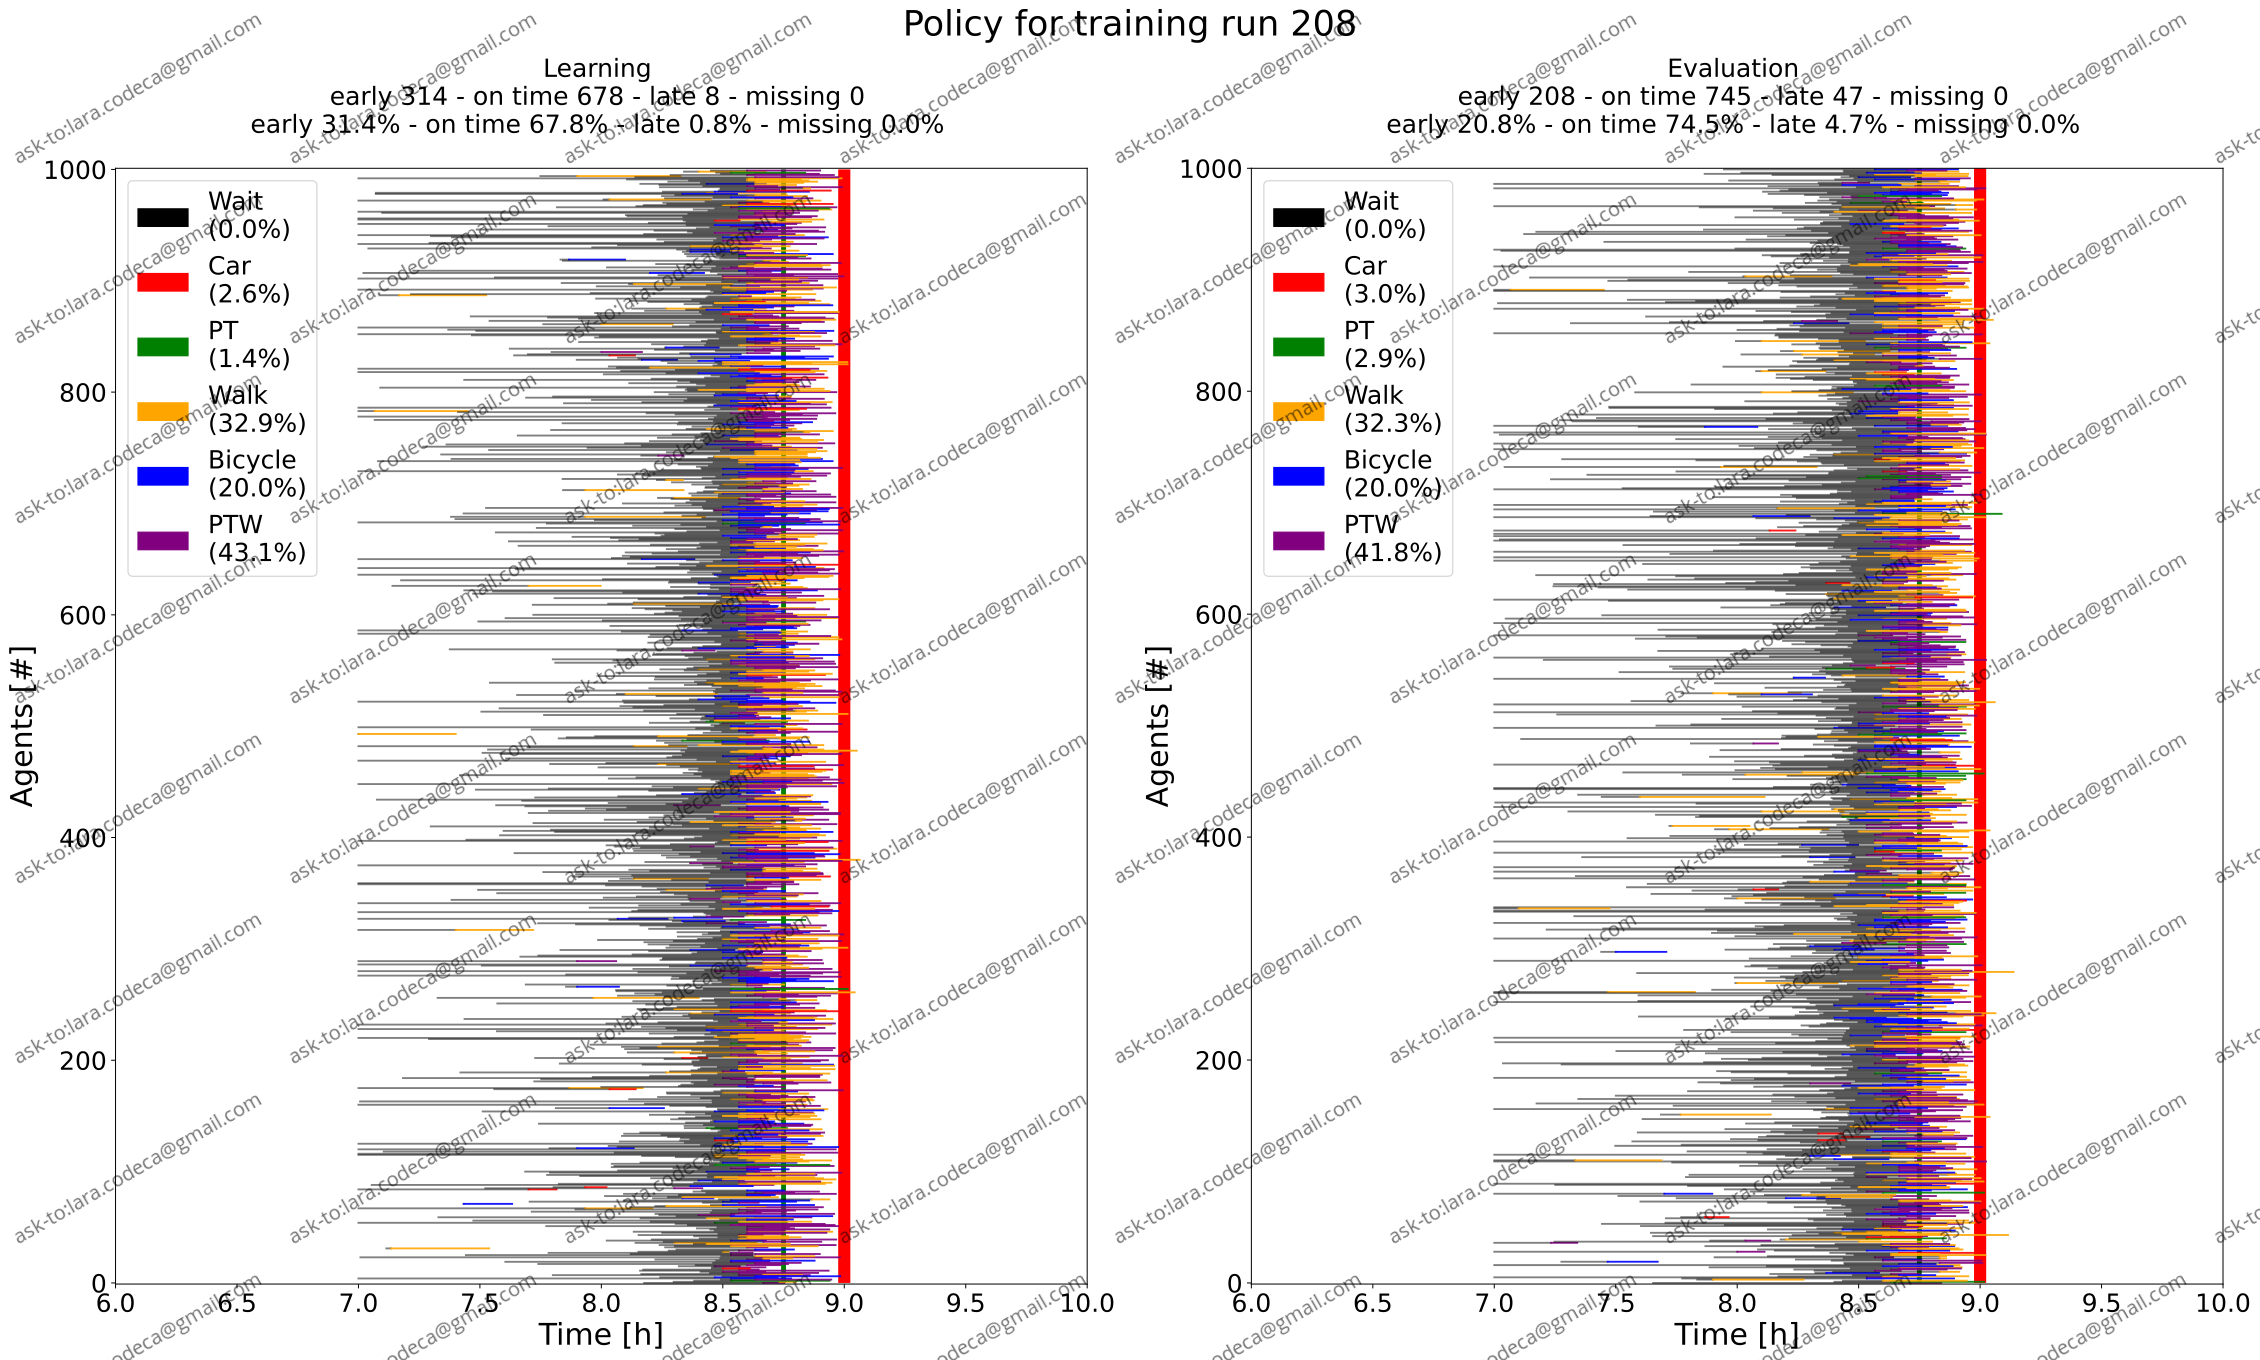 Policy for training run 208
Learning
early 314 - on time 678 - late 8 - missing 0
early 31.4% - on time 67.8% - late 0.8% - missing 0.0%
1000
800
600
400
200
0
Agents [#]
Wait
(0.0%)
Car
(2.6%)
PT
(1.4%)
Walk
(32.9%)
Bicycle
(20.0%)
PTW
(43.1%)
6.0 6.5 7.0 7.5 8.0 8.5 9.0 9.5 10.0
Time [h]
Evaluation
early 208 - on time 745 - late 47 - missing 0
early 20.8% - on time 74.5% - late 4.7% - missing 0.0%
1000
800
600
400
200
0
Agents [#]
Wait
(0.0%)
Car
(3.0%)
PT
(2.9%)
Walk
(32.3%)
Bicycle
(20.0%)
PTW
(41.8%)
6.0 6.5 7.0 7.5 8.0 8.5 9.0 9.5 10.0
Time [h]
ask-to:lara.codeca@gmail.com